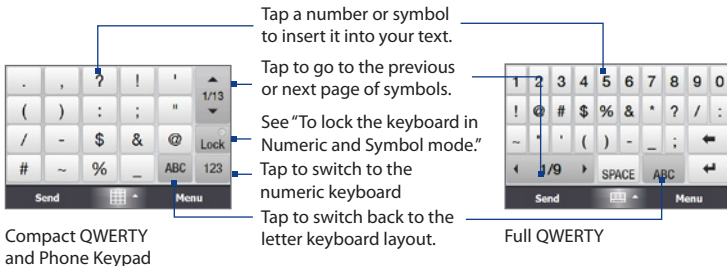 Tap a number or symbol
to insert it into your text.
Tap to go to the previous
or next page of symbols.
See “To lock the keyboard in
Numeric and Symbol mode.”
Tap to switch to the
numeric keyboard
Tap to switch back to the
letter keyboard layout.
. , ? ! '
1/13
( ) : ; "
/ - $ & @ Lock
# ~ % _ ABC 123
Send Menu
Compact QWERTY
and Phone Keypad
1 2 3 4 5 6 7 8 9 0
! @ # $ % & * ? / :
~ " ' ( ) - _ ;
1/9 SPACE ABC
Send Menu
Full QWERTY